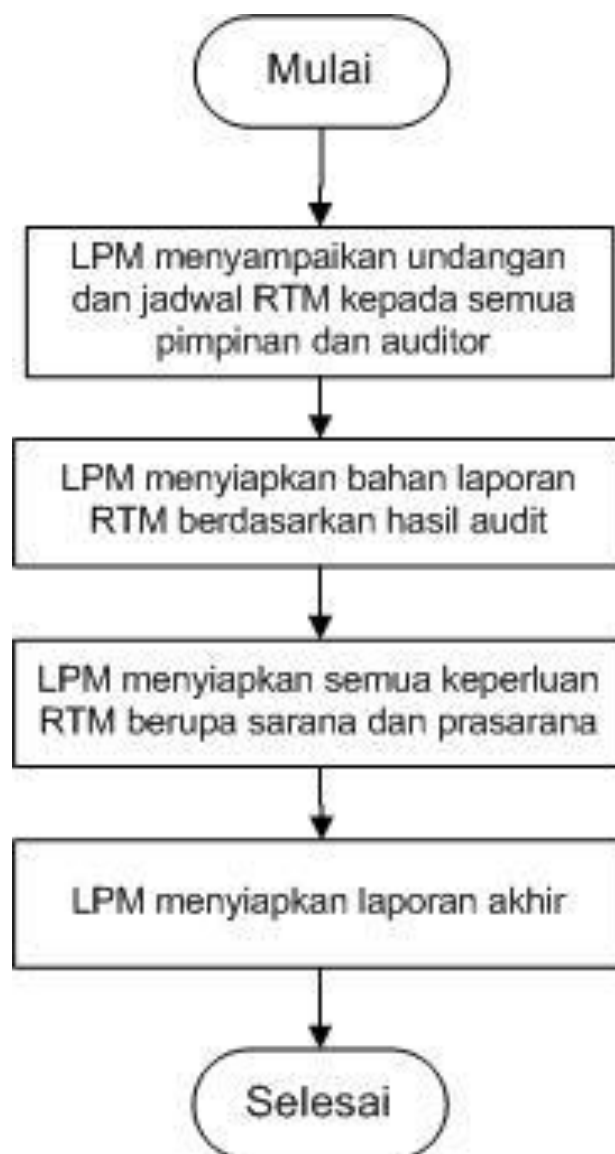 Mulai
LPM menyampaikan undangan
dan jadwal RTM kepada semua
pimpinan dan auditor
LPM menyiapkan bahan laporan
RTM berdasarkan hasil audit
LPM menyiapkan semua keperluan
RTM berupa sarana dan prasarana
LPM menyiapkan laporan akhir
Selesai